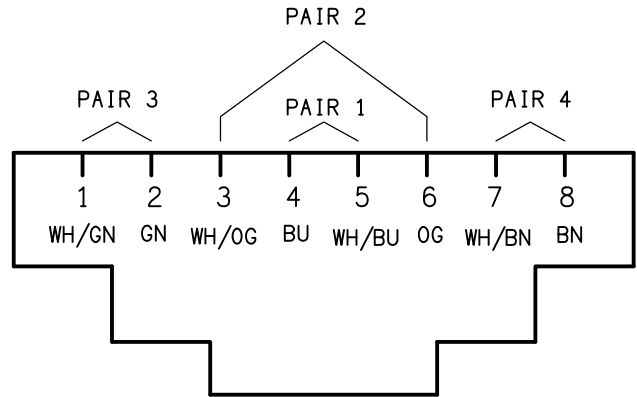 PAIR 2
PAIR 3 PAIR 1 PAIR 4
1 2 3 4 5 6 7 8
WH/GN GN WH/OG BU WH/BU OG WH/BN BN